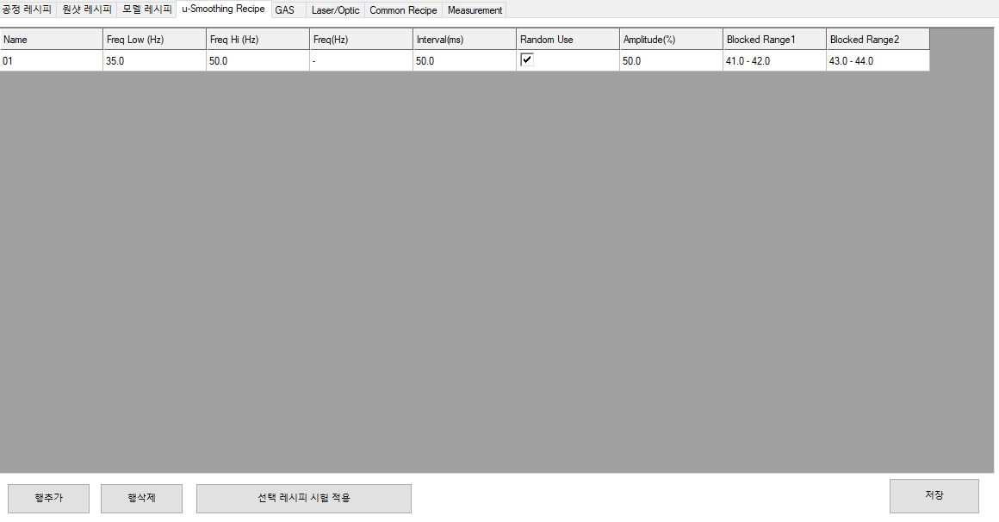 공정 레시피 원샷 레시피 모델 레시피 u-Smoothing Recipe GAS Laser/Optic Common Recipe Measurement
Name Freq Low (Hz) Freq Hi (Hz) Freq(Hz) Interval(ms) Random Use Amplitude(%) Blocked Range1 Blocked Range2
01 35.0 50.0 - 50.0 50.0 41.0 - 42.0 43.0 - 44.0
행추가 행삭제 선택 레시피 시험 적용 저장